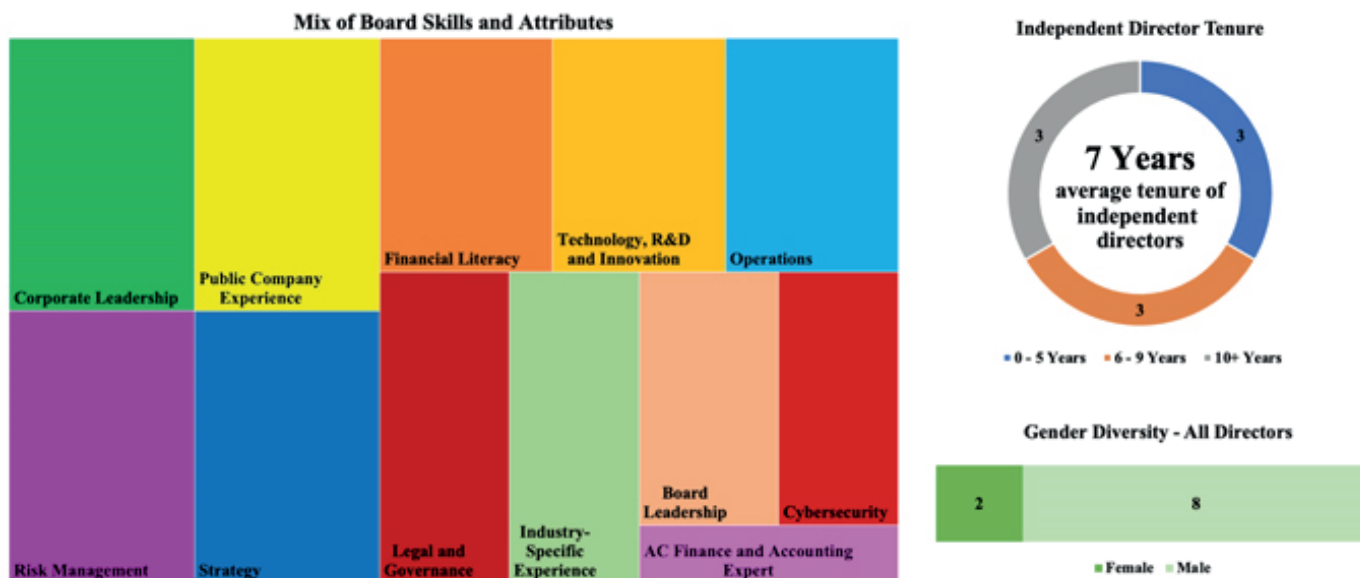 Mix of Board Skills and Attributes
Corporate Leadership
Public Company
Experience
Financial Literacy
Technology, R&D
and Innovation
Operations
Risk Management
Strategy
Legal and
Governance
Industry-
Specific
Experience
Board
Leadership
Cybersecurity
AC Finance and Accounting
Expert
Independent Director Tenure
3
3
7 Years
average tenure of
independent
directors
3
0 - 5 Years 6 - 9 Years 10+ Years
Gender Diversity - All Directors
2 8
Female Male